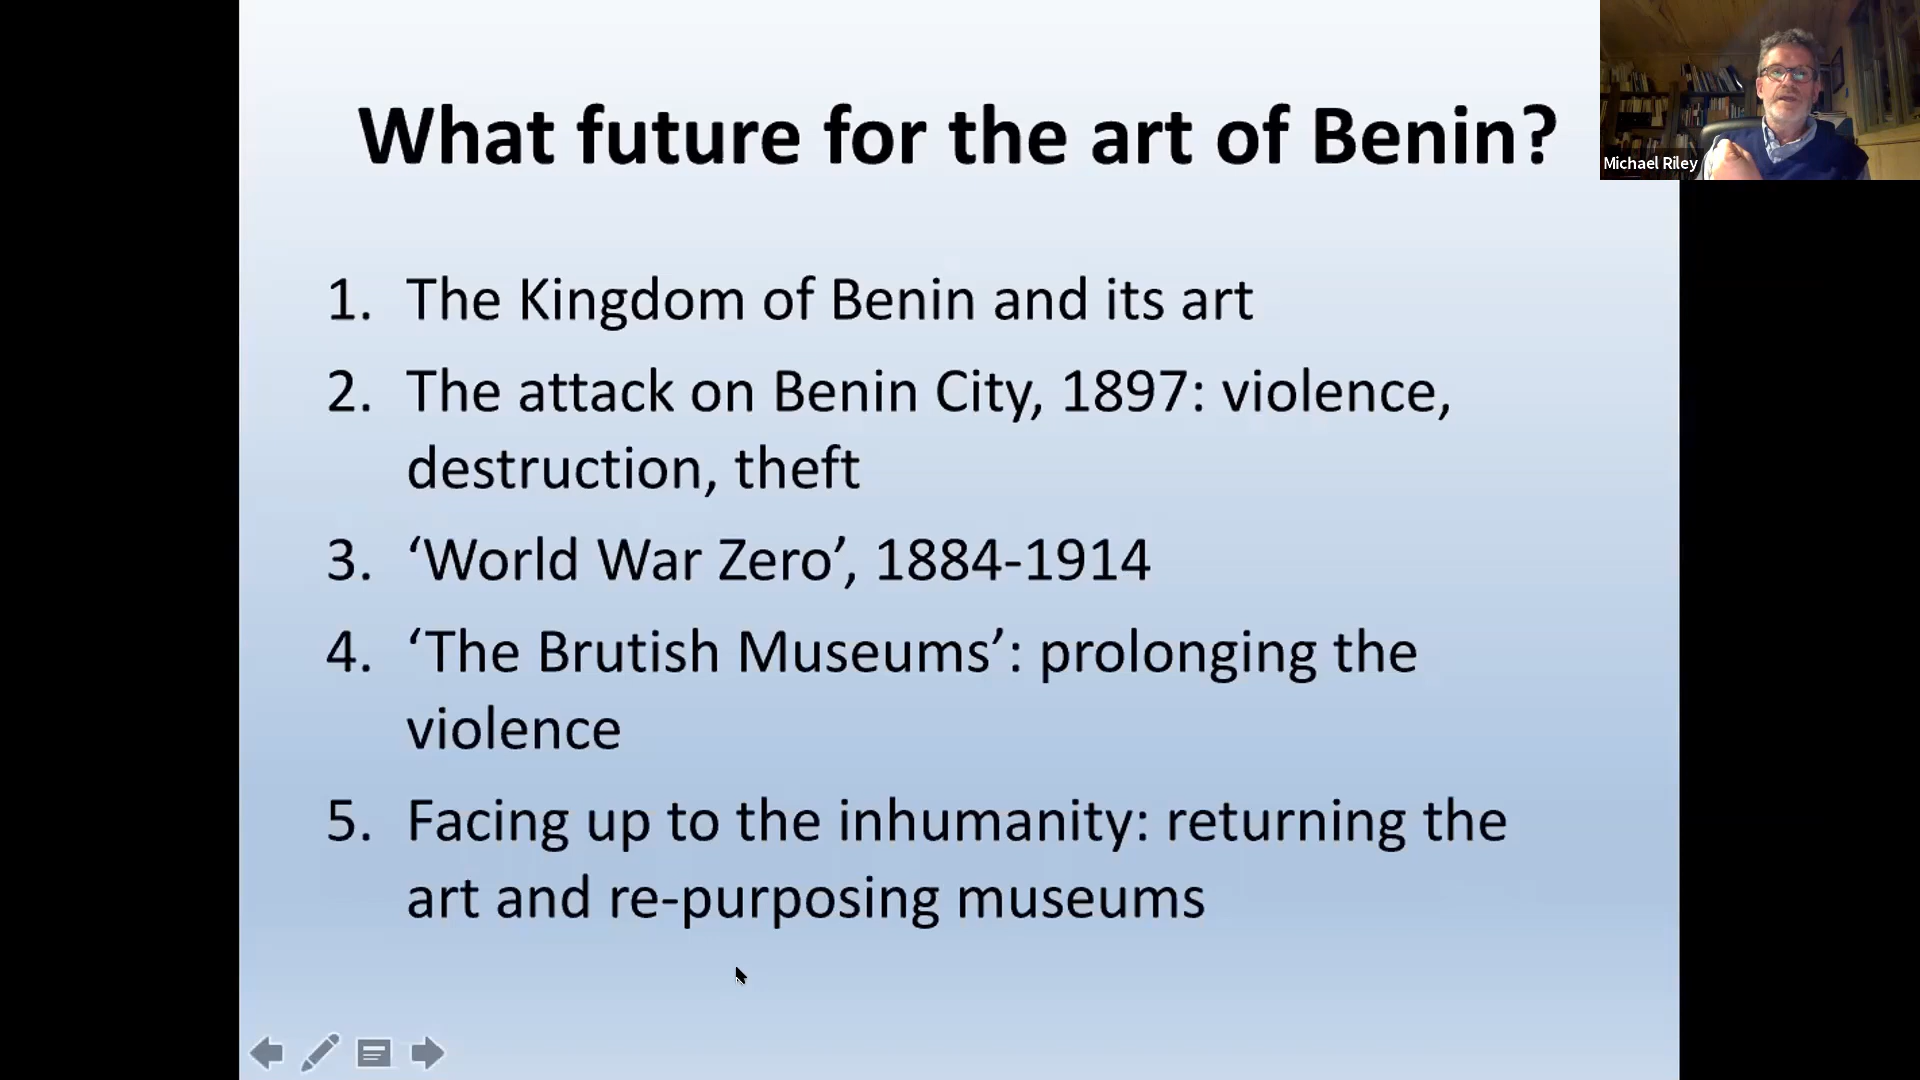 What future for the art of Benin?
Michael Riley
1. The Kingdom of Benin and its art
2. The attack on Benin City, 1897: violence,
destruction, theft
3. ‘World War Zero’, 1884-1914
4. ‘The Brutish Museums’: prolonging the
violence
5. Facing up to the inhumanity: returning the
art and re-purposing museums